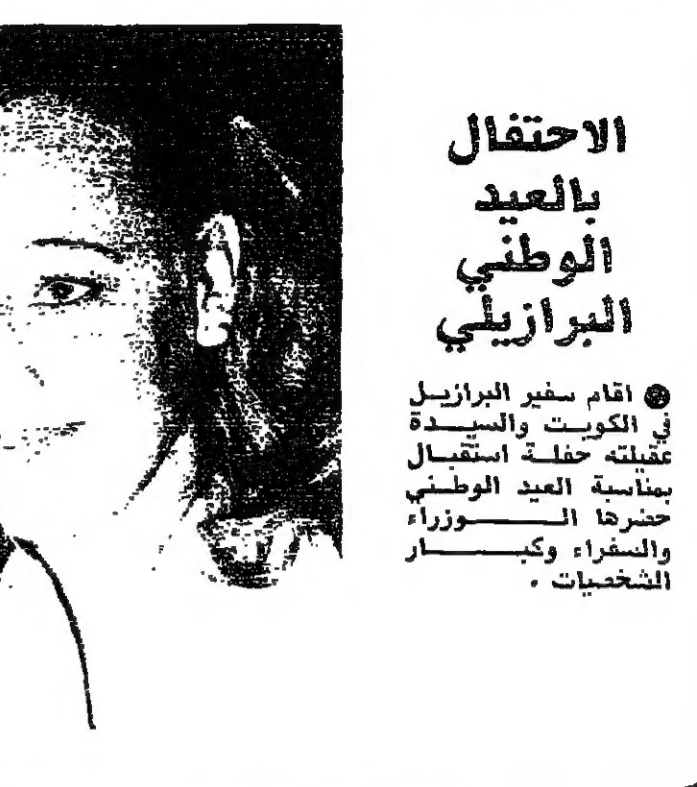 الاحتفال
بالعيد
الوطني
البرازيلي
● اقام سفير البرازيل
في الكويت والسيدة
عقيلته حفلة استقبال
بمناسبة العيد الوطني
حضرها الوزراء
والسفراء وكبار
الشخصيات .